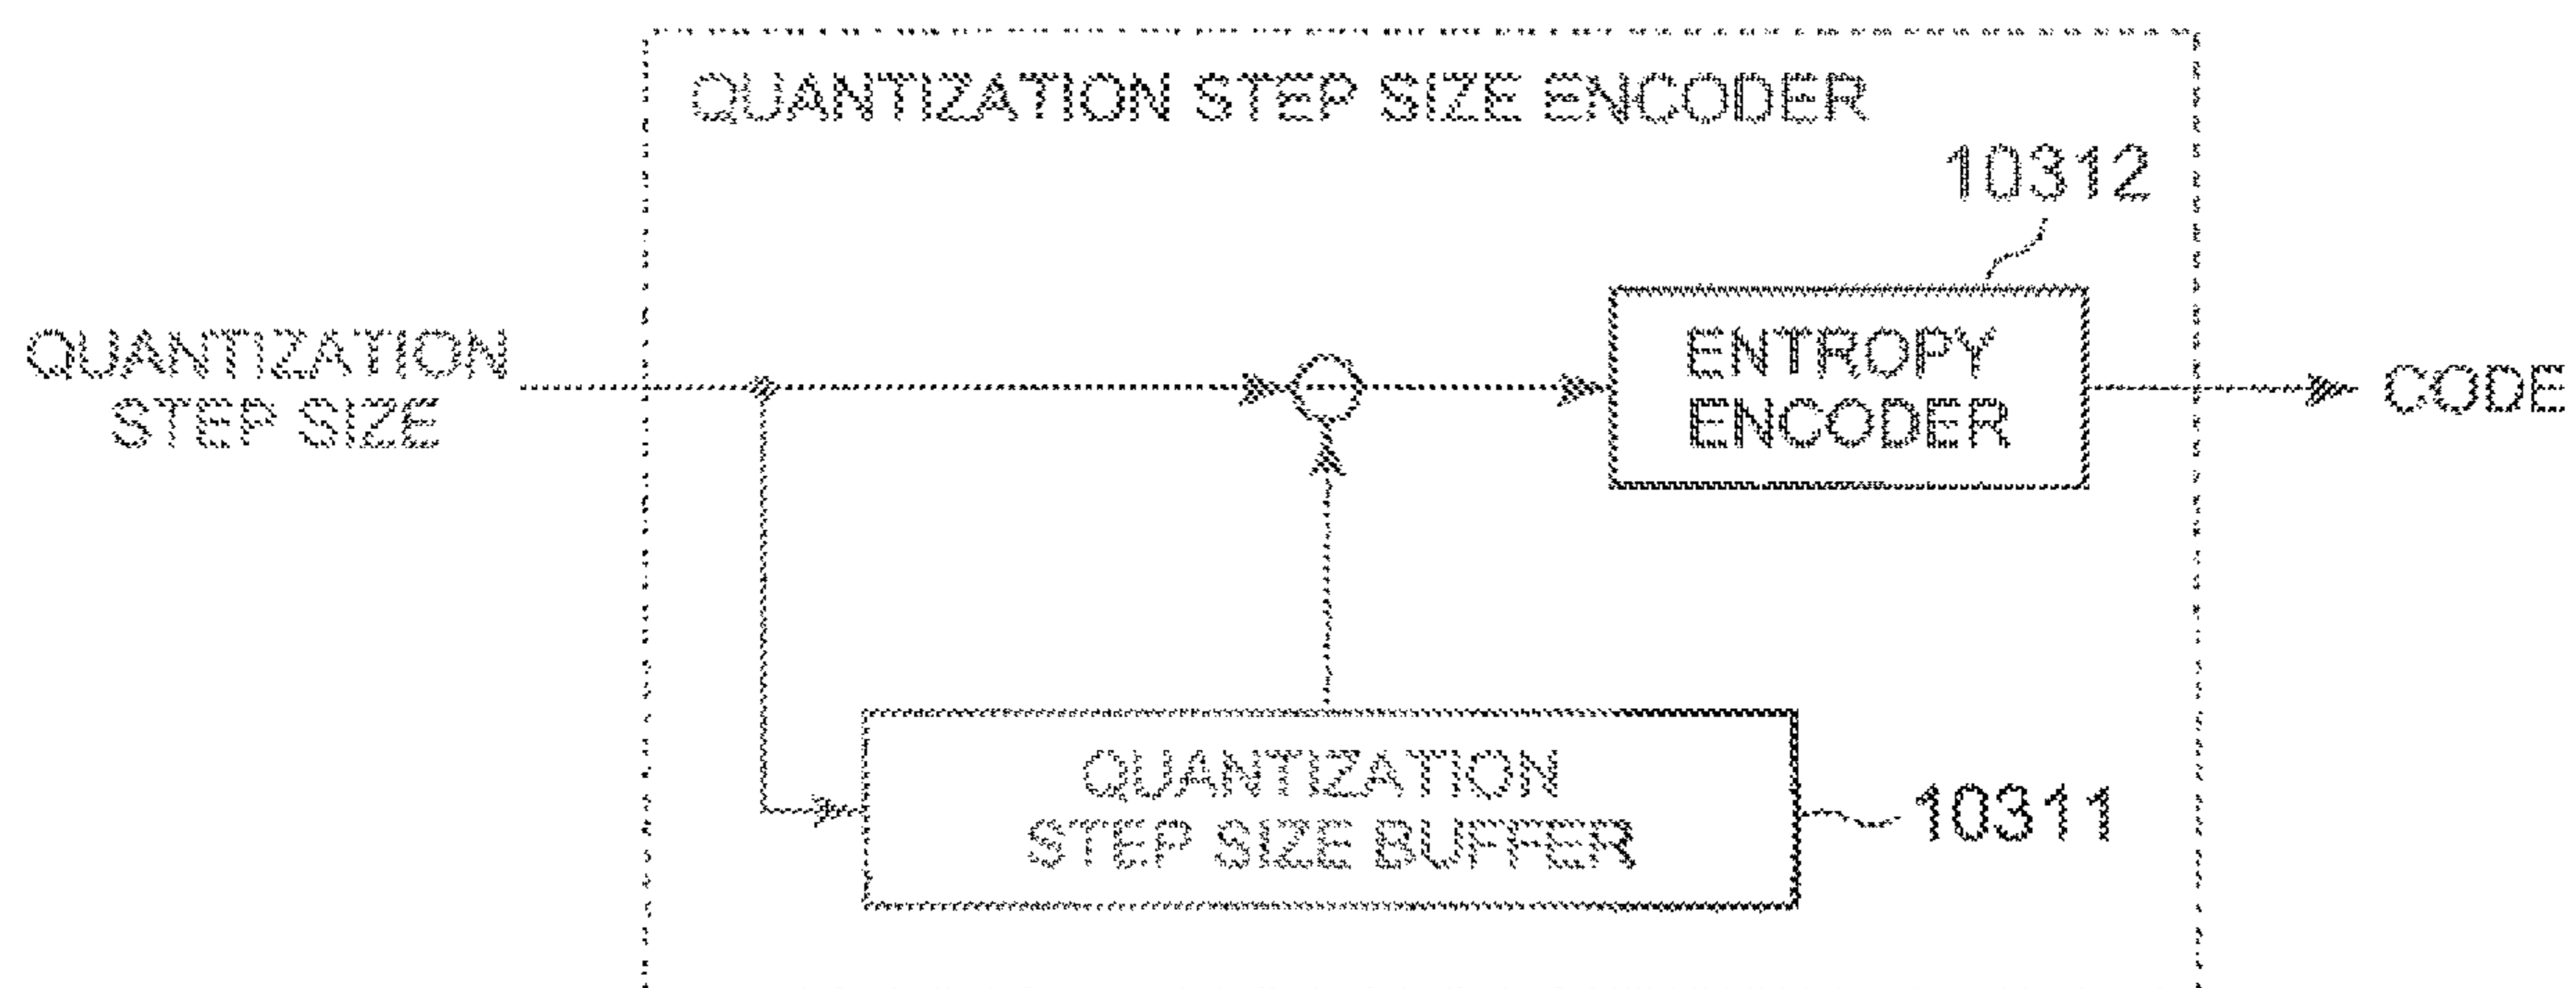 QUANTIZATION STEP SIZE ENCODER
10312
QUANTIZATION
STEP SIZE
ENTROPY
ENCODER
CODE
QUANTIZATION
STEP SIZE BUFFER
10311